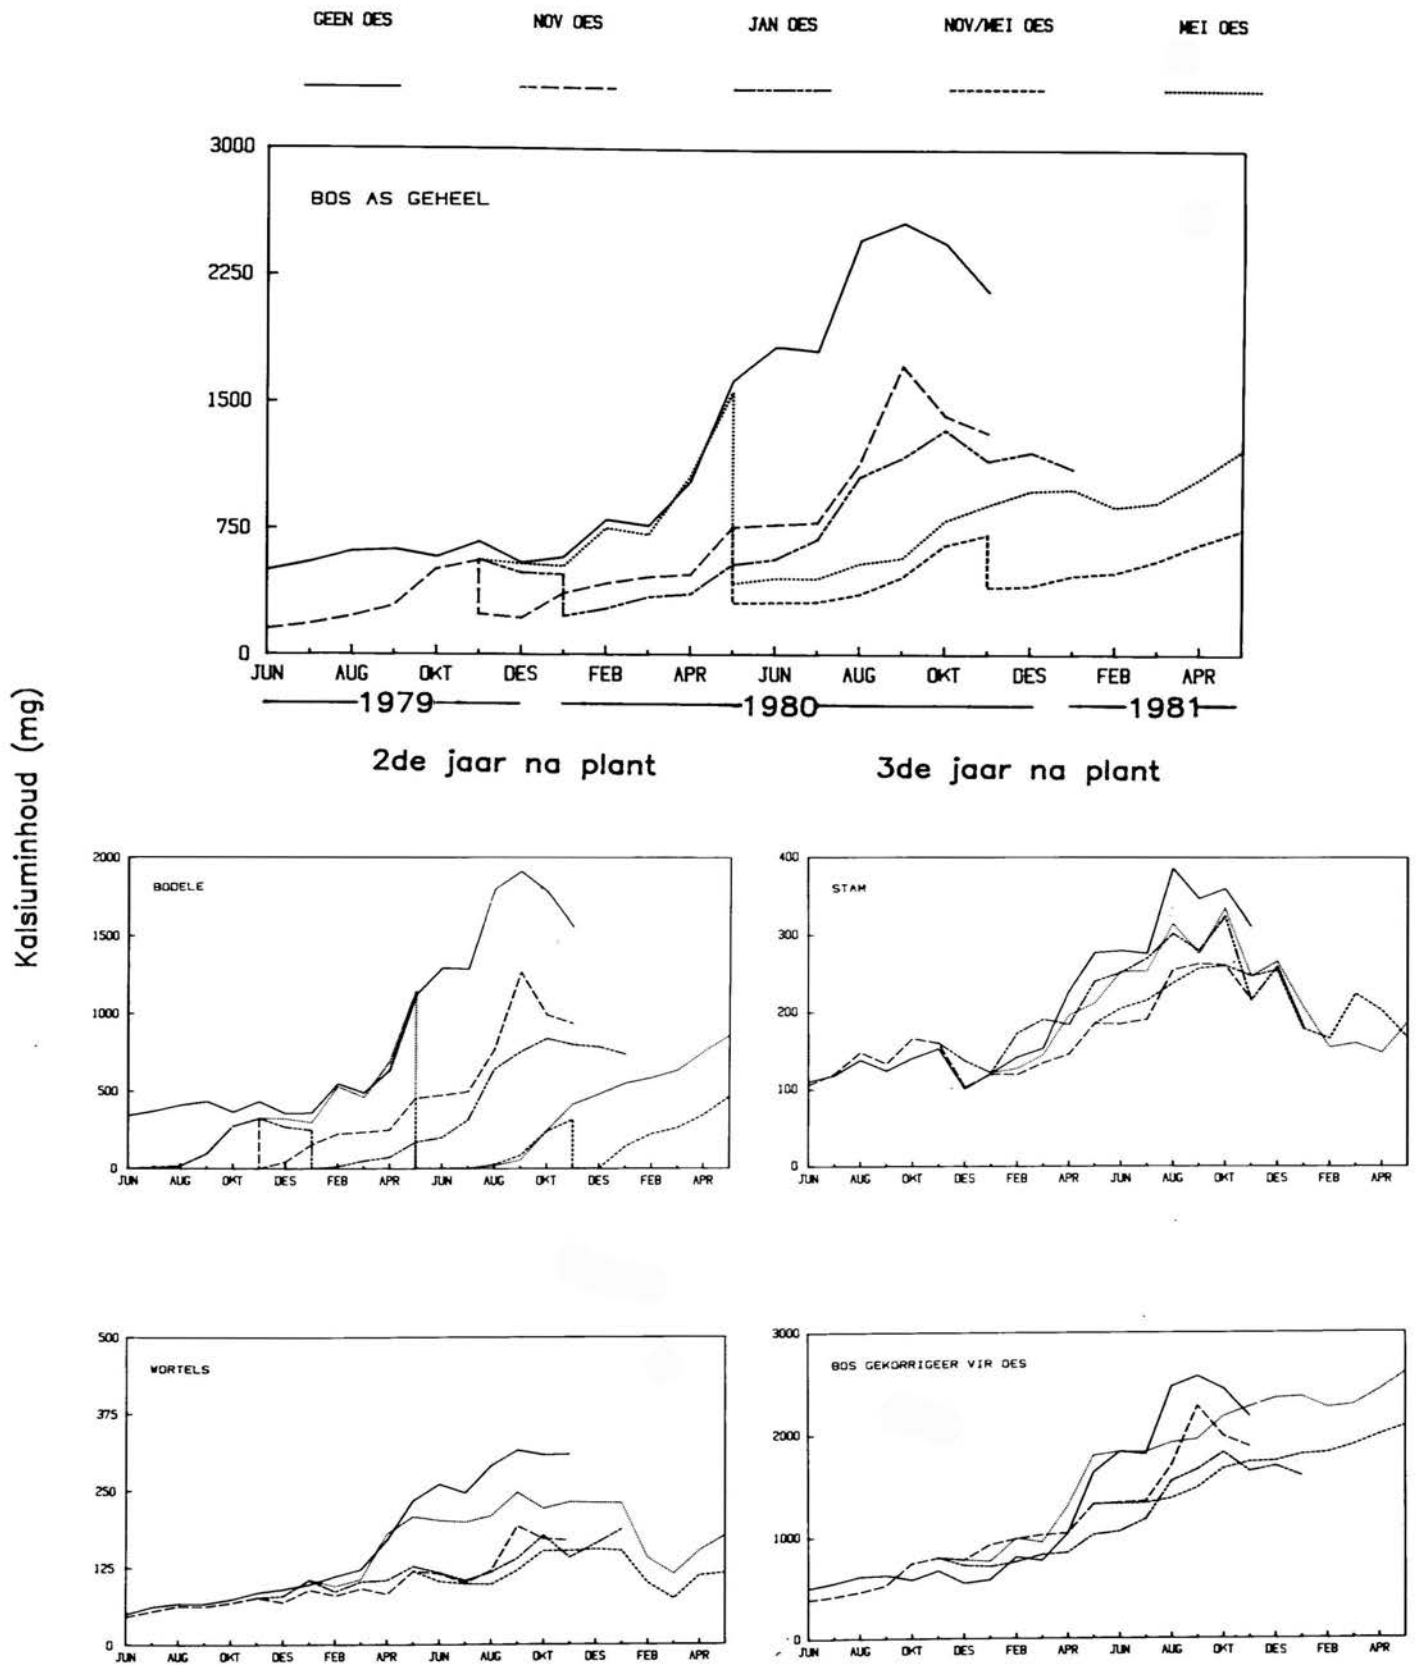 GEEN OES NOV OES JAN OES NOV/MEI OES MEI OES
3000
BOS AS GEHEEL
2250
1500
750
0
JUN AUG OKT DES FEB APR JUN AUG OKT DES FEB APR
1979 1980 1981
2de jaar na plant 3de jaar na plant
Kalsiuminhoud (mg)
2000
BODELE
1500
1000
500
0
JUN AUG OKT DES FEB APR JUN AUG OKT DES FEB APR
400
STAM
300
200
100
0
JUN AUG OKT DES FEB APR JUN AUG OKT DES FEB APR
500
WORTELS
375
250
125
0
JUN AUG OKT DES FEB APR JUN AUG OKT DES FEB APR
3000
BOS GEKORRIGEER VIR OES
2000
1000
0
JUN AUG OKT DES FEB APR JUN AUG OKT DES FEB APR